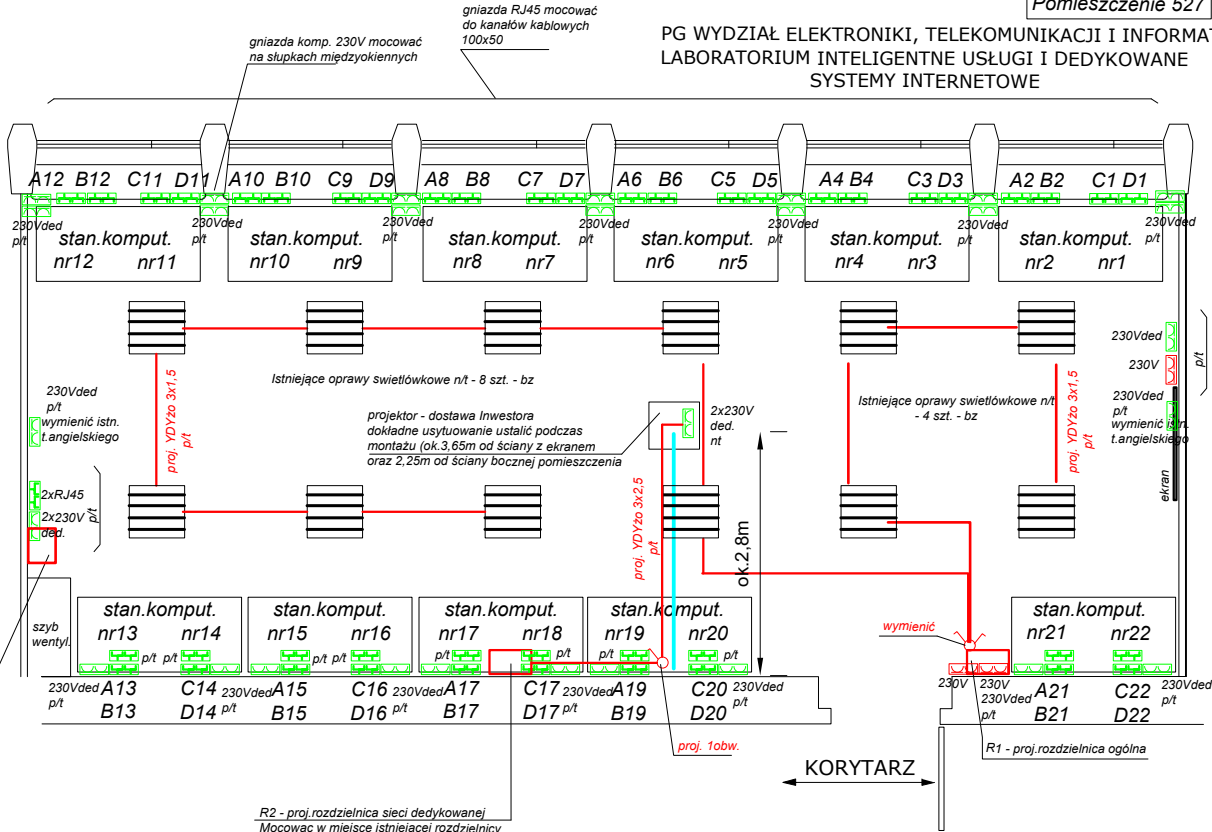 Pomieszczenie 527
gniazda RJ45 mocować
do kanałów kablowych
100x50
gniazda komp. 230V mocować
na słupkach międzyokiennych
PG WYDZIAŁ ELEKTRONIKI, TELEKOMUNIKACJI I INFORMAT
LABORATORIUM INTELIGENTNE USŁUGI I DEDYKOWANE
SYSTEMY INTERNETOWE
A12 B12 C11 D11 A10 B10 C9 D9 A8 B8 C7 D7 A6 B6 C5 D5 A4 B4 C3 D3 A2 B2 C1 D1
230Vded
p/t
230Vded
p/t
230Vded
p/t
230Vded
p/t
230Vded
p/t
230Vded
p/t
230Vded
p/t
stan.komput.
nr12 nr11
stan.komput.
nr10 nr9
stan.komput.
nr8 nr7
stan.komput.
nr6 nr5
stan.komput.
nr4 nr3
stan.komput.
nr2 nr1
230Vded
230V
p/t
230Vded
p/t
wymienić istn.
t.angielskiego
ekran
230Vded
p/t
wymienić istn.
t.angielskiego
proj. YDYżo 3x1,5
p/t
Istniejące oprawy swietlówkowe n/t - 8 szt. - bz
projektor - dostawa Inwestora
dokładne usytuowanie ustalić podczas
montażu (ok.3,65m od ściany z ekranem
oraz 2,25m od ściany bocznej pomieszczenia
2x230V
ded.
nt
Istniejące oprawy swietlówkowe n/t
- 4 szt. - bz
proj. YDYżo 3x1,5
p/t
2xRJ45
2x230V
ded.
p/t
proj. YDYżo 3x2,5
p/t
ok.2,8m
szyb
wentyl.
stan.komput.
nr13 nr14
p/t
stan.komput.
nr15 nr16
p/t p/t
stan.komput.
nr17 nr18
p/t
stan.komput.
nr19 nr20
p/t
wymienić
stan.komput.
nr21 nr22
p/t
230Vded
p/t
A13 C14
B13 D14
230Vded
p/t
A15 C16
B15 D16
230Vded
p/t
A17 C17
B17 D17
230Vded
p/t
A19 C20
B19 D20
230Vded
p/t
230V 230V
230Vded
p/t
A21 C22
B21 D22
230Vded
p/t
proj. 1obw.
R1 - proj.rozdzielnica ogólna
KORYTARZ
R2 - proj.rozdzielnica sieci dedykowanej
Mocowac w miejsce istniejacej rozdzielnicy